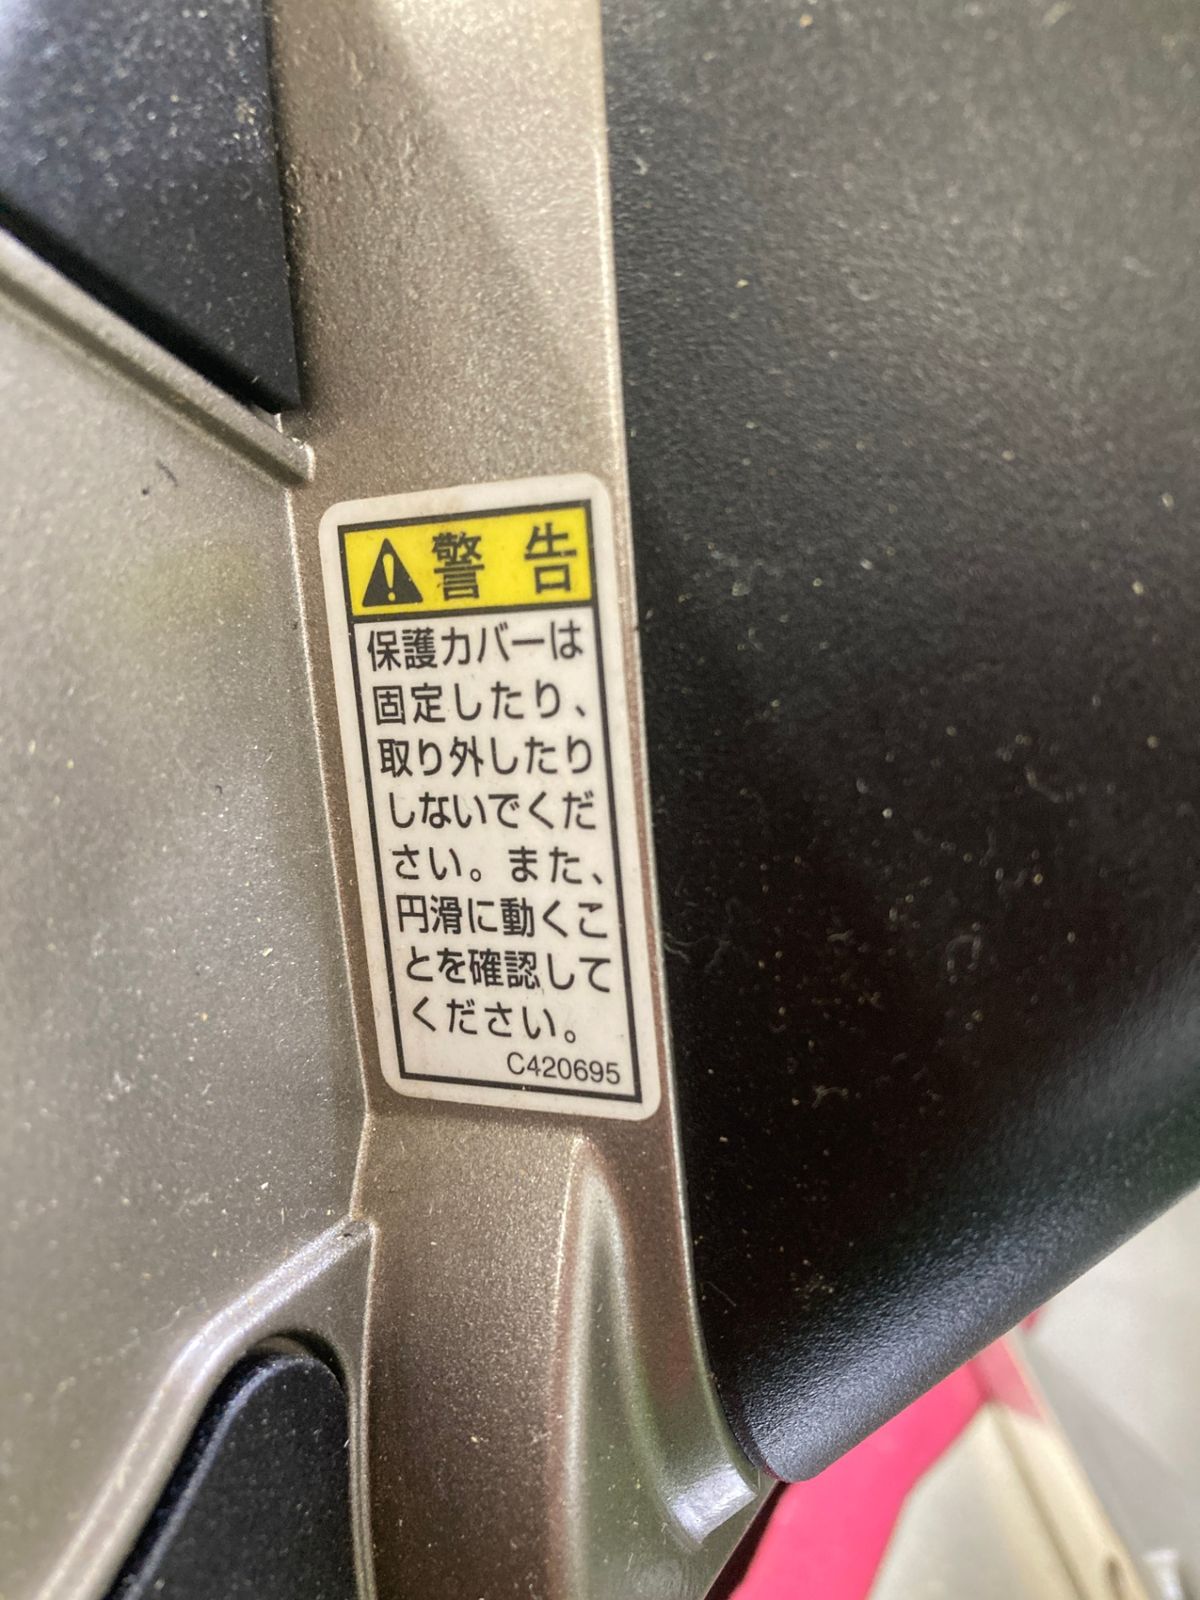 警告
保護カバーは
固定したり、
取り外したり
しないでくだ
さい。また、
円滑に動くこ
とを確認して
ください。
C420695